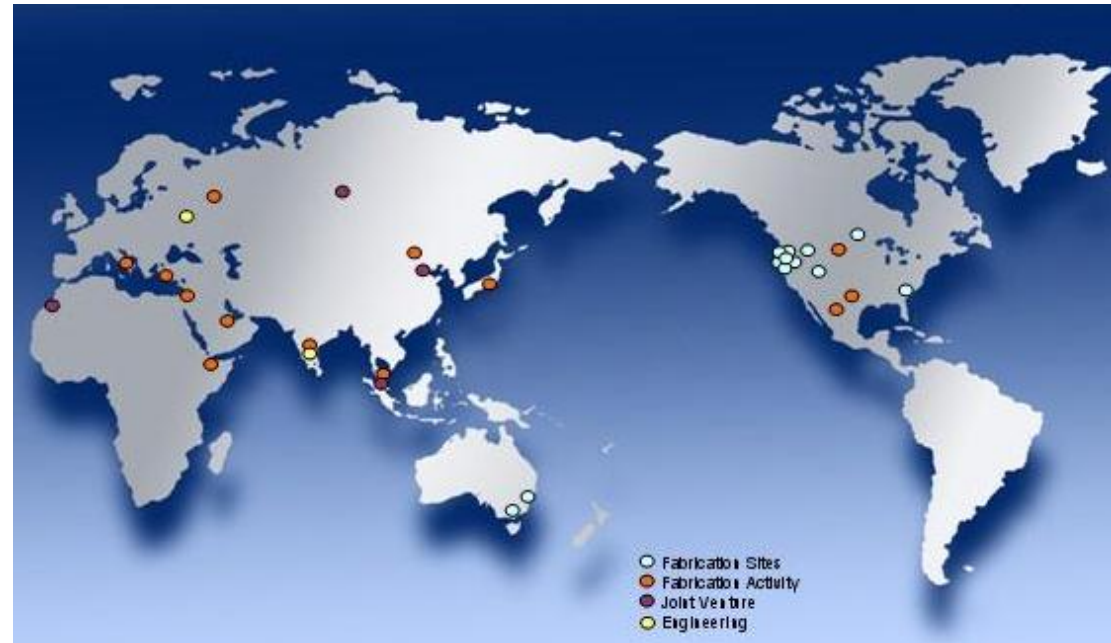 Fabrication Sites
Fabrication Activity
Joint Venture
Engineering